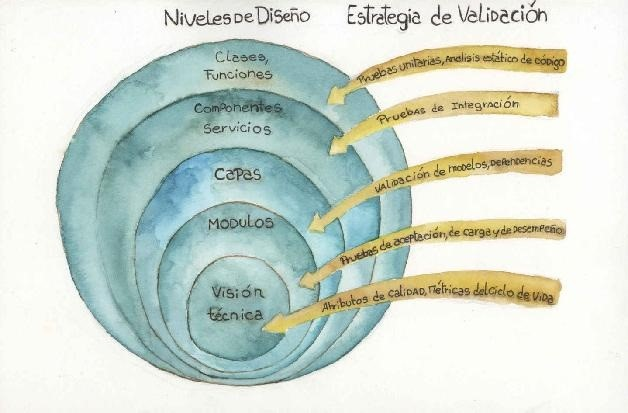 Niveles de Diseño
Estrategia de Validación
Clases,
Funciones
Componentes
Servicios
CAPAS
MODULOS
Visión
técnica
Pruebas unitarias, Análisis estático de código
Pruebas de Integración
Validación de modelos, Dependencias
Pruebas de aceptación, de carga y de Desempeño
Atributos de Calidad, Métricas del Ciclo de Vida